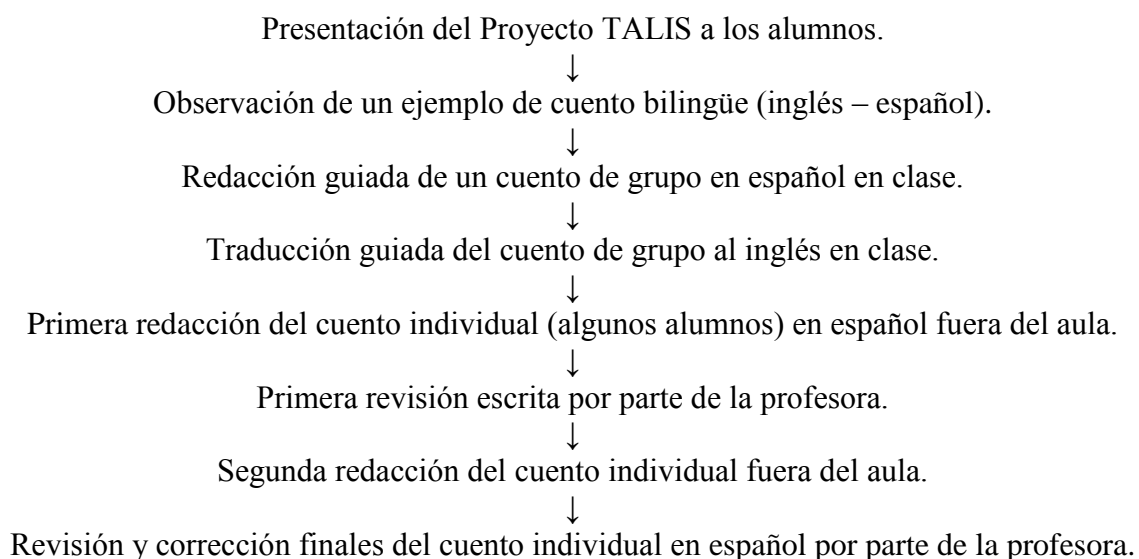 Presentación del Proyecto TALIS a los alumnos.
↓
Observación de un ejemplo de cuento bilingüe (inglés – español).
↓
Redacción guiada de un cuento de grupo en español en clase.
↓
Traducción guiada del cuento de grupo al inglés en clase.
↓
Primera redacción del cuento individual (algunos alumnos) en español fuera del aula.
↓
Primera revisión escrita por parte de la profesora.
↓
Segunda redacción del cuento individual fuera del aula.
↓
Revisión y corrección finales del cuento individual en español por parte de la profesora.